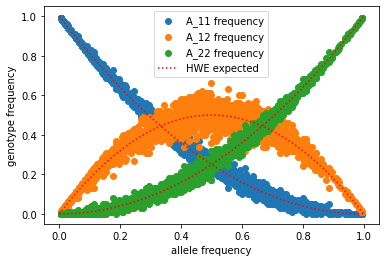 A_11 frequency
A_12 frequency
A_22 frequency
HWE expected
genotype frequency
1.0
0.8
0.6
0.4
0.2
0.0
0.0 0.2 0.4 0.6 0.8 1.0
allele frequency